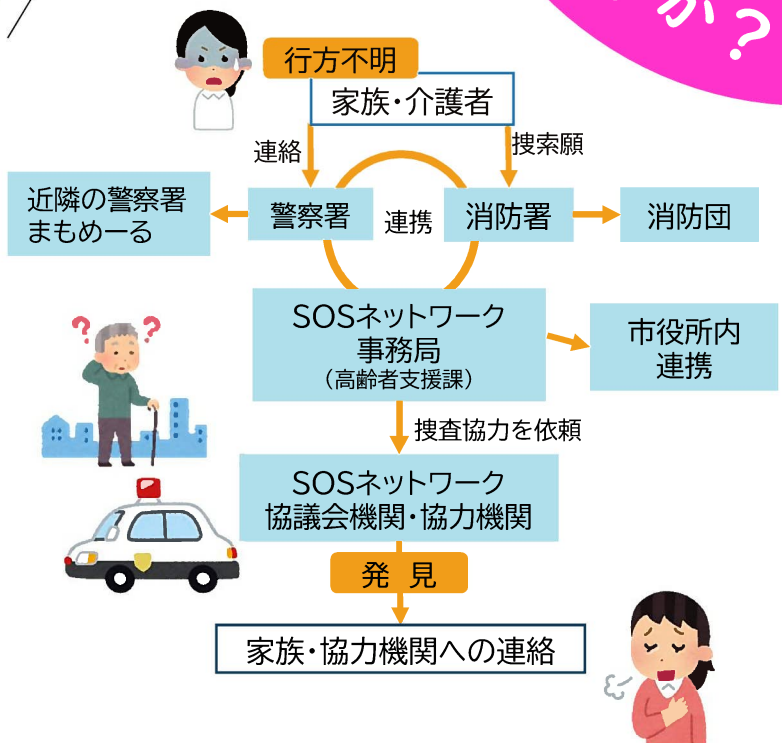 か?
行方不明
家族・介護者
連絡
捜索願
近隣の警察署
まもめーる
警察署
連携
消防署
消防団
SOSネットワーク
事務局
（高齢者支援課）
市役所内
連携
捜査協力を依頼
SOSネットワーク
協議会機関・協力機関
発 見
家族・協力機関への連絡